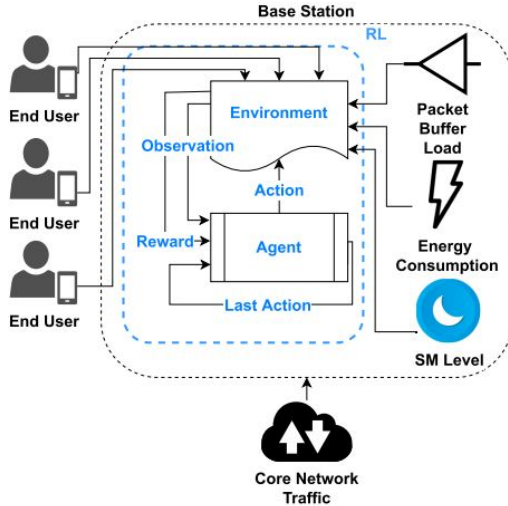 Base Station
RL
End User
End User
End User
Environment
Observation
Action
Reward
Agent
Last Action
Packet
Buffer
Load
Energy
Consumption
SM Level
Core Network
Traffic